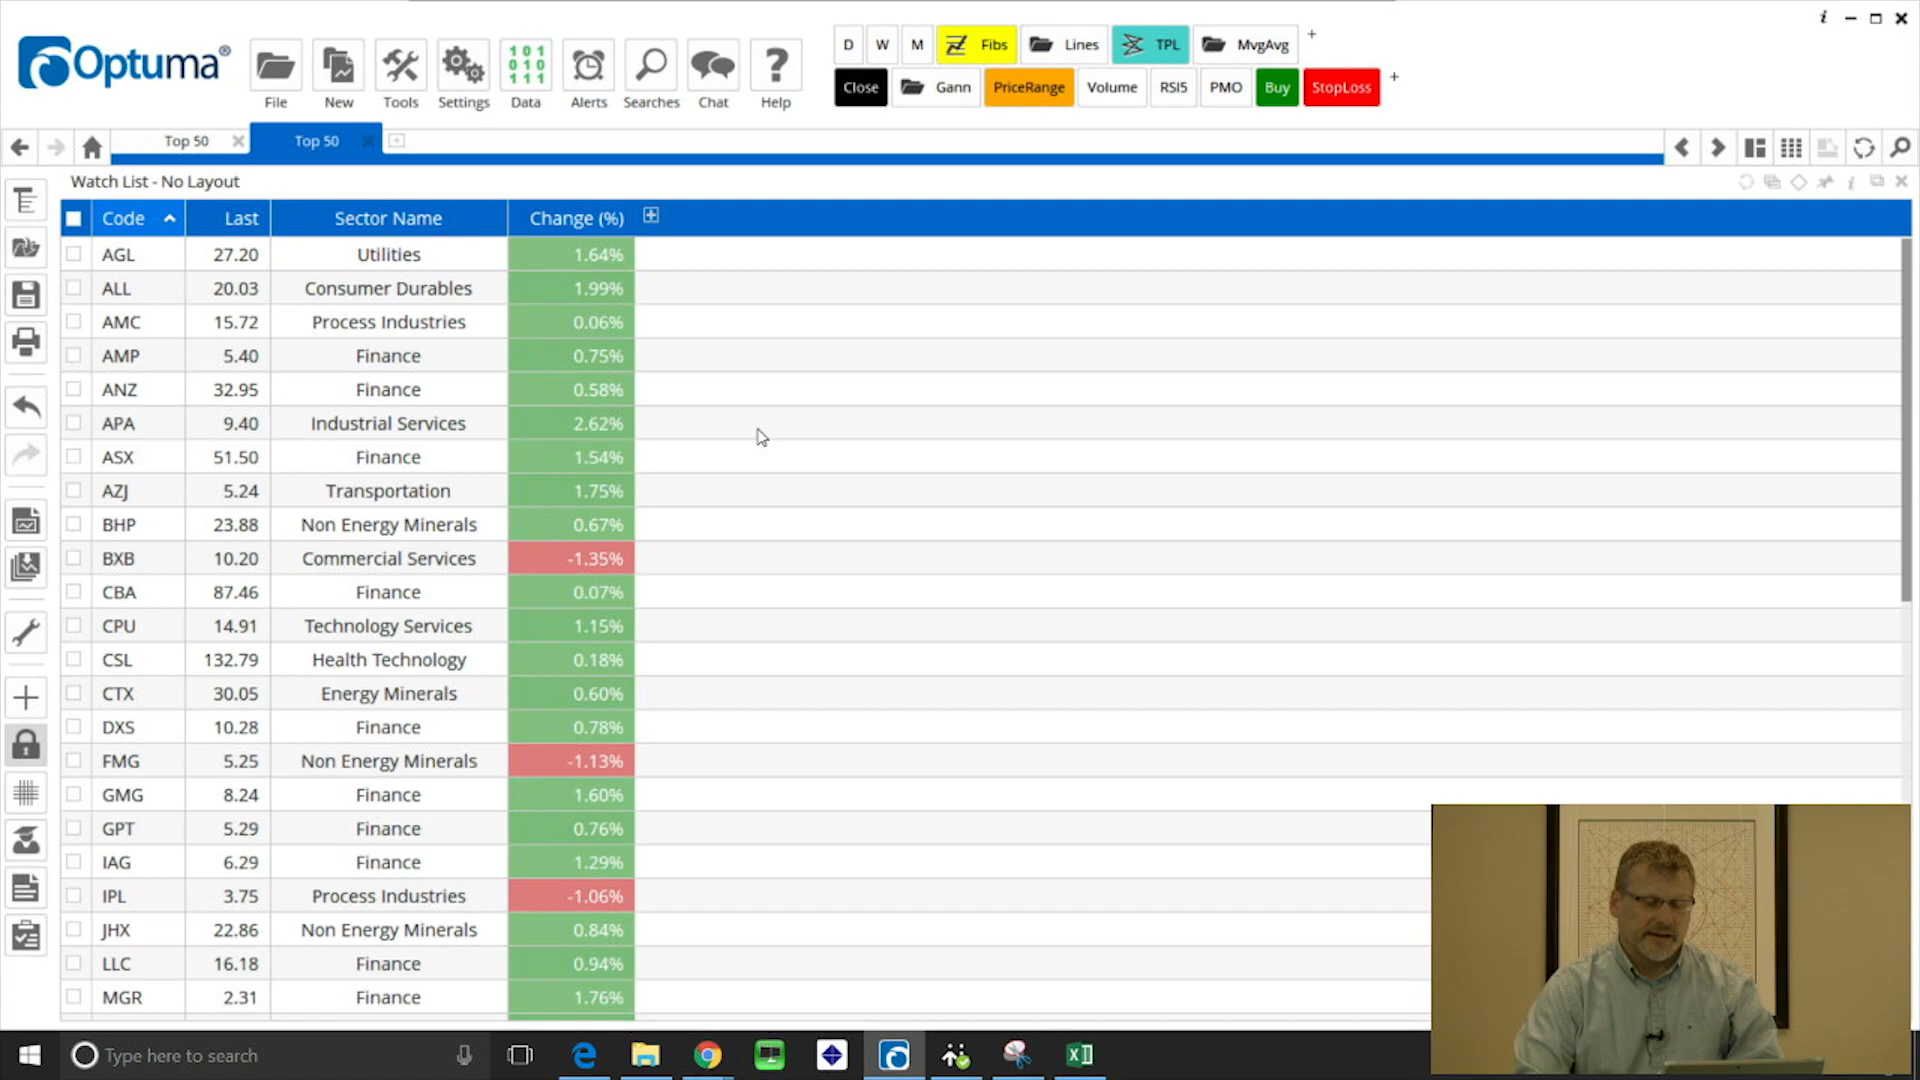 i
Optuma®
File New Tools Settings Data Alerts Searches Chat Help
D W M Fibs Lines TPL MvgAvg +
Close Gann PriceRange Volume RSI5 PMO Buy StopLoss +
Top 50 Top 50
Watch List - No Layout
Code Last Sector Name Change (%)
AGL 27.20 Utilities 1.64%
ALL 20.03 Consumer Durables 1.99%
AMC 15.72 Process Industries 0.06%
AMP 5.40 Finance 0.75%
ANZ 32.95 Finance 0.58%
APA 9.40 Industrial Services 2.62%
ASX 51.50 Finance 1.54%
AZJ 5.24 Transportation 1.75%
BHP 23.88 Non Energy Minerals 0.67%
BXB 10.20 Commercial Services -1.35%
CBA 87.46 Finance 0.07%
CPU 14.91 Technology Services 1.15%
CSL 132.79 Health Technology 0.18%
CTX 30.05 Energy Minerals 0.60%
DXS 10.28 Finance 0.78%
FMG 5.25 Non Energy Minerals -1.13%
GMG 8.24 Finance 1.60%
GPT 5.29 Finance 0.76%
IAG 6.29 Finance 1.29%
IPL 3.75 Process Industries -1.06%
JHX 22.86 Non Energy Minerals 0.84%
LLC 16.18 Finance 0.94%
MGR 2.31 Finance 1.76%
Type here to search